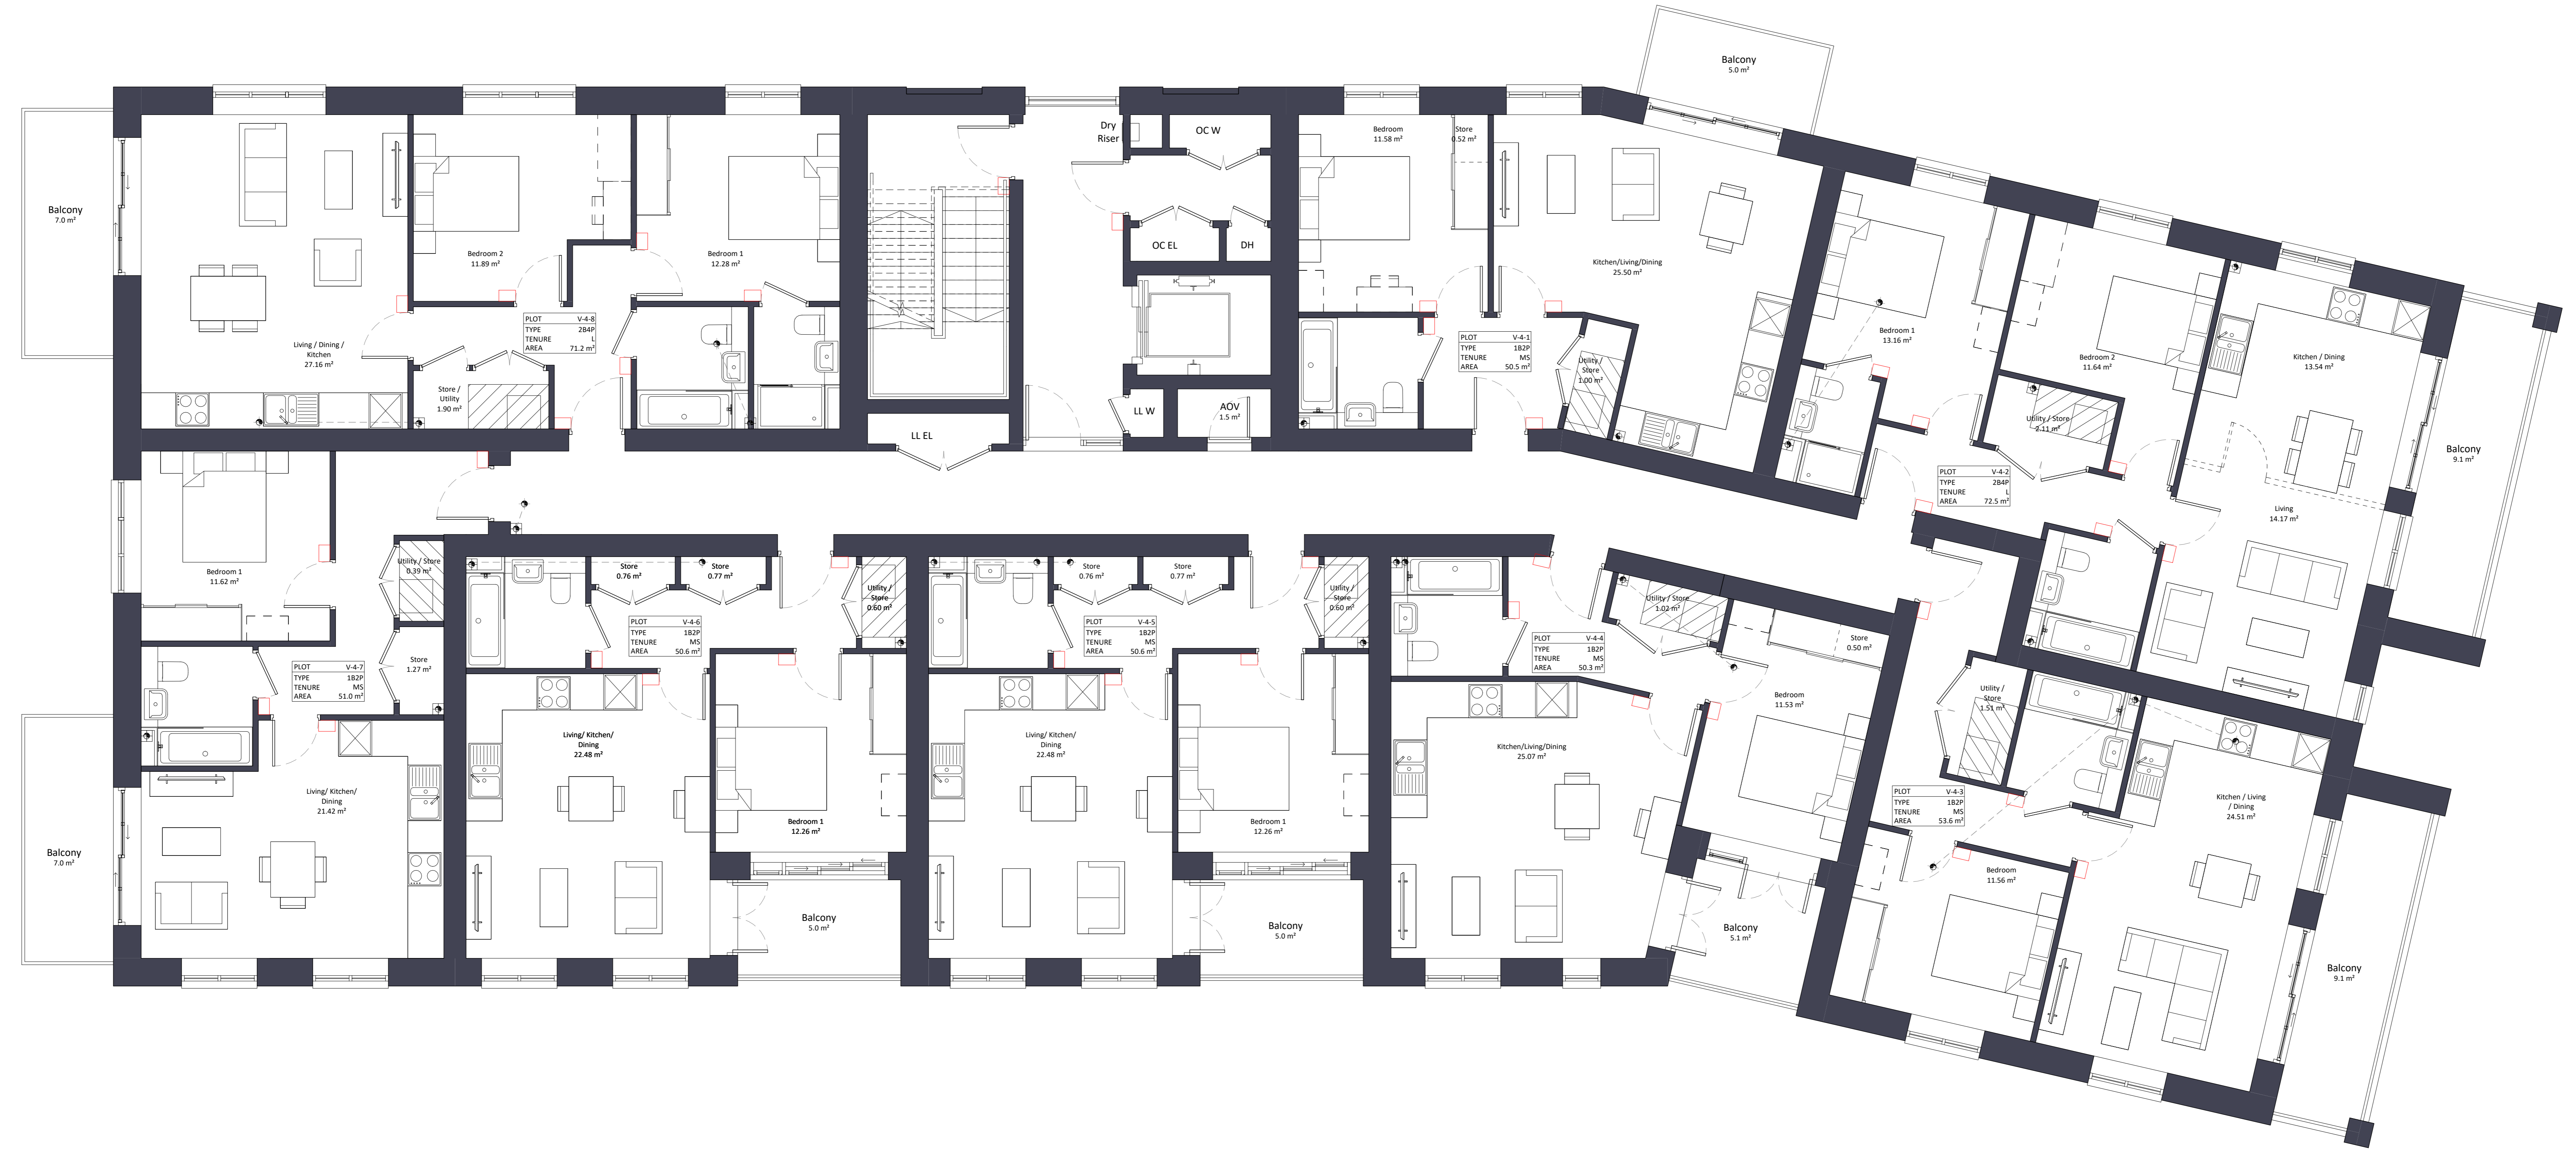 Balcony
5.0 m²
Balcony
7.0 m²
Living / Dining /
Kitchen
27.16 m²
Bedroom 2
11.89 m²
Bedroom 1
12.28 m²
PLOT V-4-8
TYPE 2B4P
TENURE L
AREA 71.2 m²
Store /
Utility
1.90 m²
Dry
Riser
OC W
OC EL
DH
LL W
AOV
1.5 m²
LL EL
Bedroom
11.58 m²
Store
0.52 m²
Kitchen/Living/Dining
25.50 m²
PLOT V-4-1
TYPE 1B2P
TENURE MS
AREA 50.5 m²
Utility /
Store
1.00 m²
Bedroom 1
13.16 m²
Bedroom 2
11.64 m²
Kitchen / Dining
13.54 m²
Utility / Store
2.11 m²
PLOT V-4-2
TYPE 2B4P
TENURE L
AREA 72.5 m²
Living
14.17 m²
Balcony
9.1 m²
Bedroom 1
11.62 m²
Utility / Store
0.39 m²
Store
1.27 m²
PLOT V-4-7
TYPE 1B2P
TENURE MS
AREA 51.0 m²
Living/ Kitchen/
Dining
21.42 m²
Balcony
7.0 m²
Store
0.76 m²
Store
0.77 m²
Utility /
Store
0.60 m²
PLOT V-4-6
TYPE 1B2P
TENURE MS
AREA 50.6 m²
Living/ Kitchen/
Dining
22.48 m²
Bedroom 1
12.26 m²
Balcony
5.0 m²
Store
0.76 m²
Store
0.77 m²
Utility /
Store
0.60 m²
PLOT V-4-5
TYPE 1B2P
TENURE MS
AREA 50.6 m²
Living/ Kitchen/
Dining
22.48 m²
Bedroom 1
12.26 m²
Balcony
5.0 m²
Utility / Store
1.02 m²
PLOT V-4-4
TYPE 1B2P
TENURE MS
AREA 50.3 m²
Store
0.50 m²
Bedroom
11.53 m²
Kitchen/Living/Dining
25.07 m²
Balcony
5.1 m²
Utility /
Store
1.51 m²
PLOT V-4-3
TYPE 1B2P
TENURE MS
AREA 53.6 m²
Kitchen / Living
/ Dining
24.51 m²
Bedroom
11.56 m²
Balcony
9.1 m²